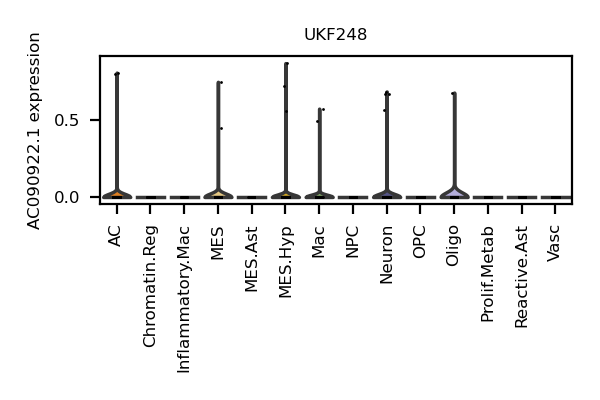 UKF248
AC090922.1 expression
0.5
0.0
AC
Chromatin.Reg
Inflammatory.Mac
MES
MES.Ast
MES.Hyp
Mac
NPC
Neuron
OPC
Oligo
Prolif.Metab
Reactive.Ast
Vasc